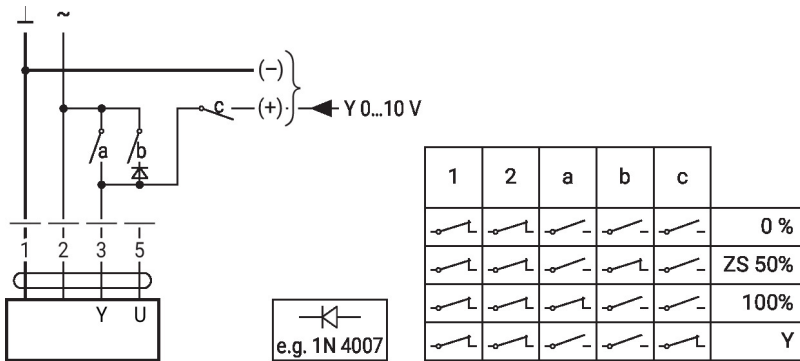 ⊥ ~
(–)
c (+) Y 0...10 V
a b
1 2 3 5
Y U
e.g. 1N 4007
1 2 a b c
0 %
ZS 50%
100%
Y